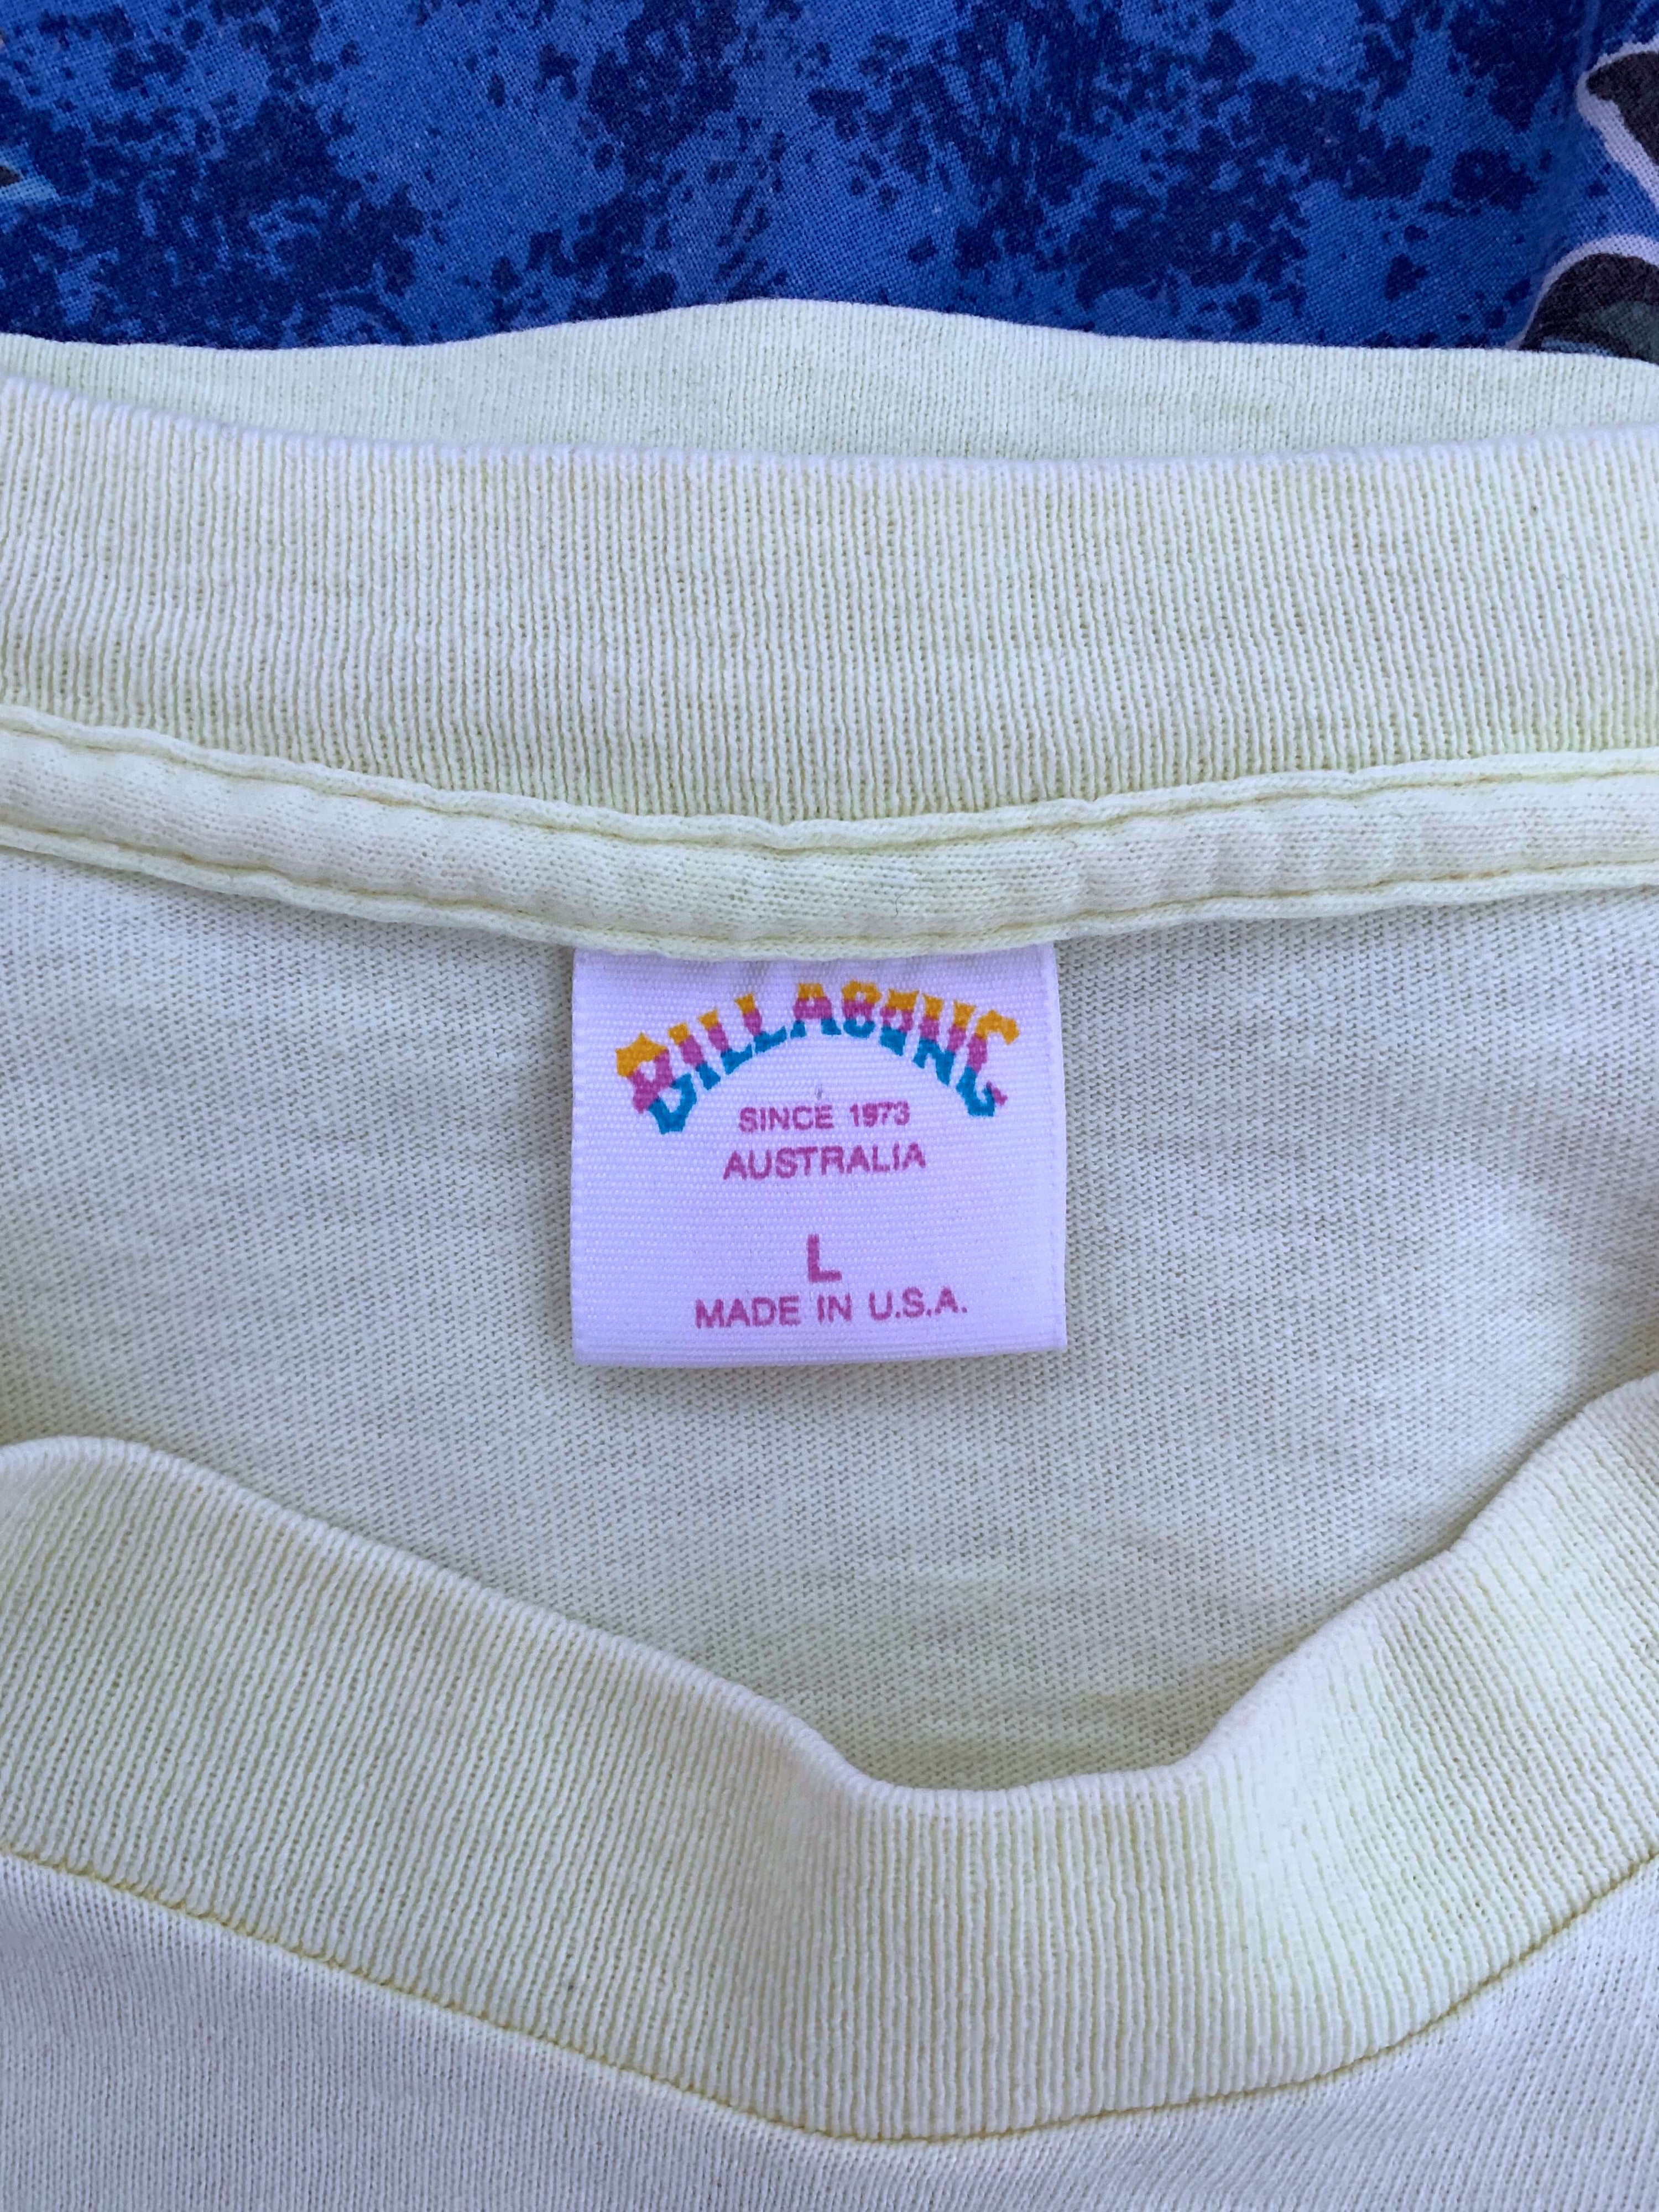 BILLABONG
SINCE 1973
AUSTRALIA
L
MADE IN U.S.A.